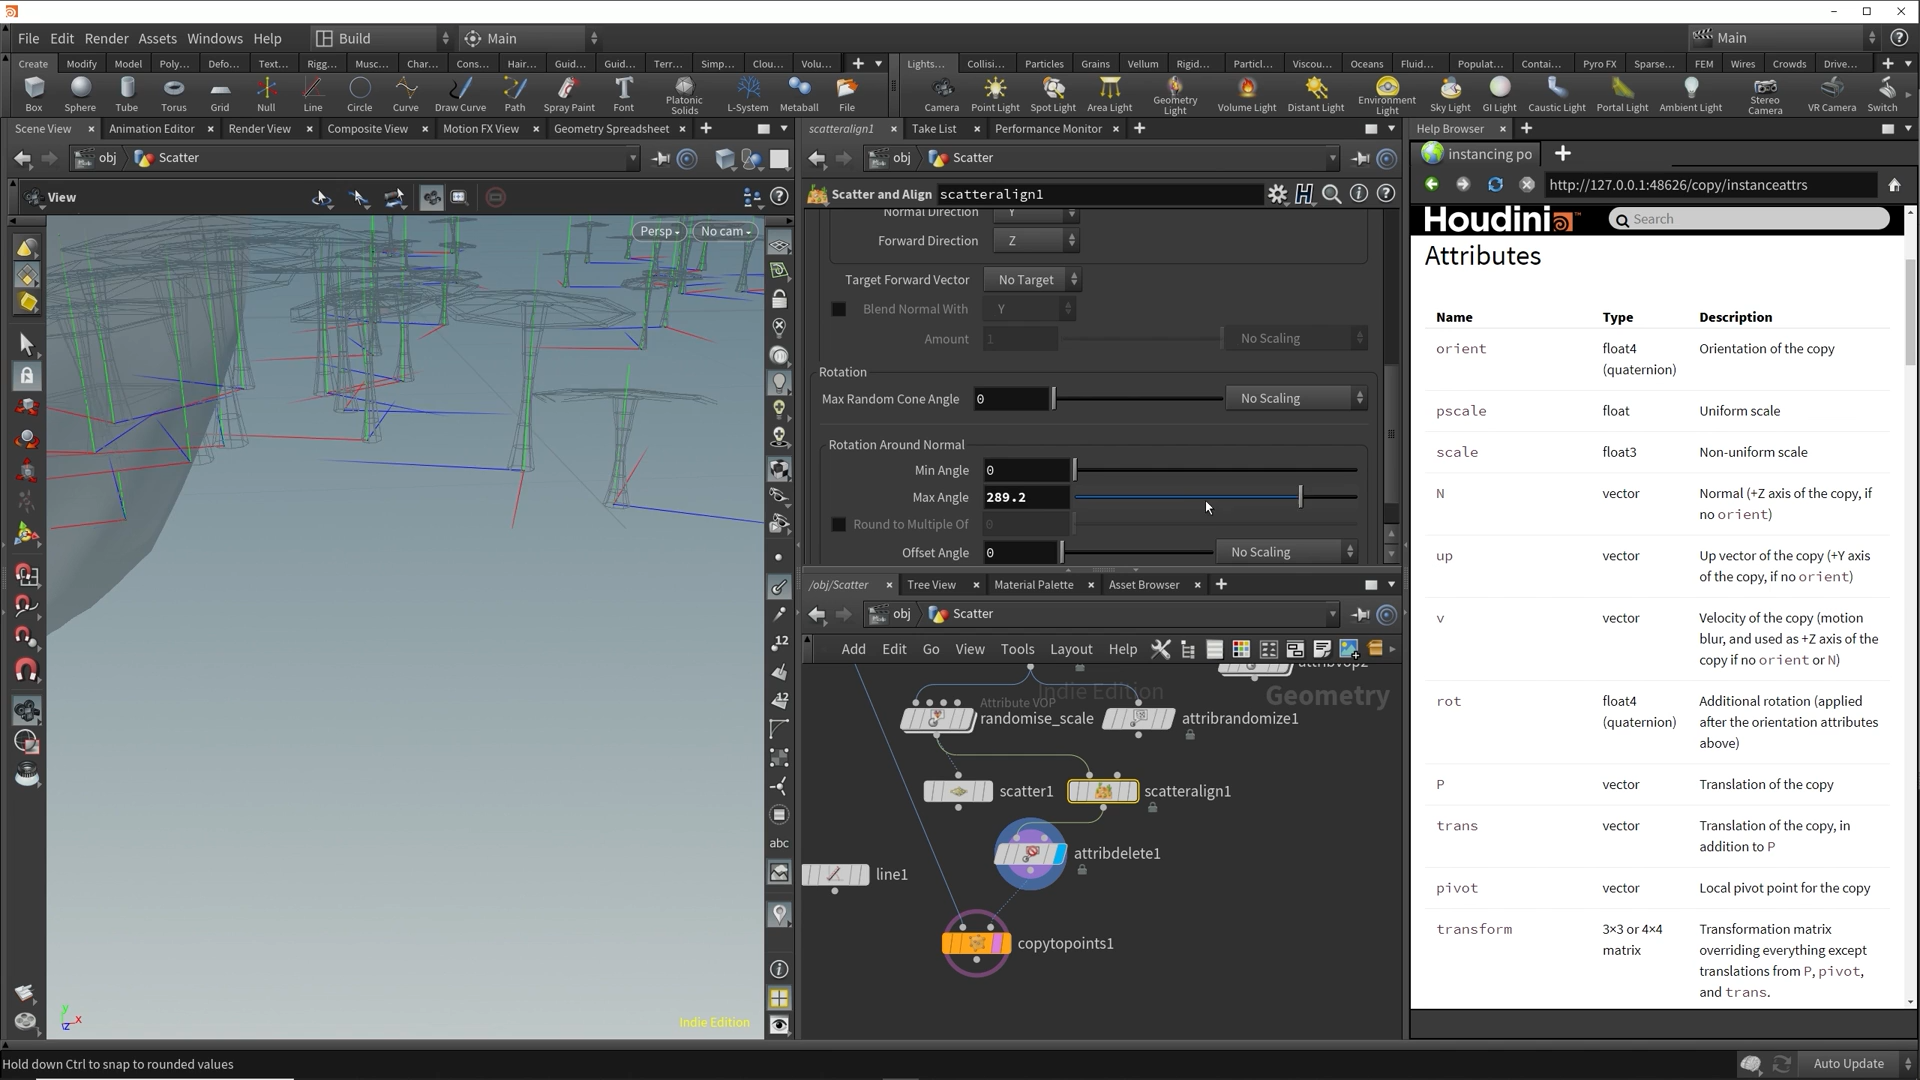 File Edit Render Assets Windows Help Build Main Main
Create Modify Model Poly... Defo... Text... Rigg... Musc... Char... Cons... Hair... Guid... Guid... Terr... Simp... Clou... Volu... Lights... Collisi... Particles Grains Vellum Rigid... Particl... Viscou... Oceans Fluid... Populat... Contai... Pyro FX Sparse... FEM Wires Crowds Drive...
Box Sphere Tube Torus Grid Null Line Circle Curve Draw Curve Path Spray Paint Font Platonic Solids L-System Metaball File Camera Point Light Spot Light Area Light Geometry Light Volume Light Distant Light Environment Light Sky Light GI Light Caustic Light Portal Light Ambient Light Stereo Camera VR Camera Switch
Scene View Animation Editor Render View Composite View Motion FX View Geometry Spreadsheet
obj Scatter
View
Persp No cam
12
12
abc
Indie Edition
y
z x
scatteralign1 Take List Performance Monitor
obj Scatter
Scatter and Align scatteralign1
Normal Direction Y
Forward Direction Z
Target Forward Vector No Target
Blend Normal With Y
Amount 1 No Scaling
Rotation
Max Random Cone Angle 0 No Scaling
Rotation Around Normal
Min Angle 0
Max Angle 289.2
Round to Multiple Of 0
Offset Angle 0 No Scaling
/obj/Scatter Tree View Material Palette Asset Browser
obj Scatter
Add Edit Go View Tools Layout Help
attribvop2
Indie Edition Geometry
Attribute VOP
randomise_scale attribrandomize1
scatter1 scatteralign1
attribdelete1
line1
copytopoints1
Help Browser
instancing po
http://127.0.0.1:48626/copy/instanceattrs
Houdini Search
Attributes
Name Type Description
orient float4 (quaternion) Orientation of the copy
pscale float Uniform scale
scale float3 Non-uniform scale
N vector Normal (+Z axis of the copy, if
no orient)
up vector Up vector of the copy (+Y axis
of the copy, if no orient)
v vector Velocity of the copy (motion
blur, and used as +Z axis of the
copy if no orient or N)
rot float4 (quaternion) Additional rotation (applied
after the orientation attributes
above)
P vector Translation of the copy
trans vector Translation of the copy, in
addition to P
pivot vector Local pivot point for the copy
transform 3×3 or 4×4 matrix Transformation matrix
overriding everything except
translations from P, pivot,
and trans.
Hold down Ctrl to snap to rounded values Auto Update